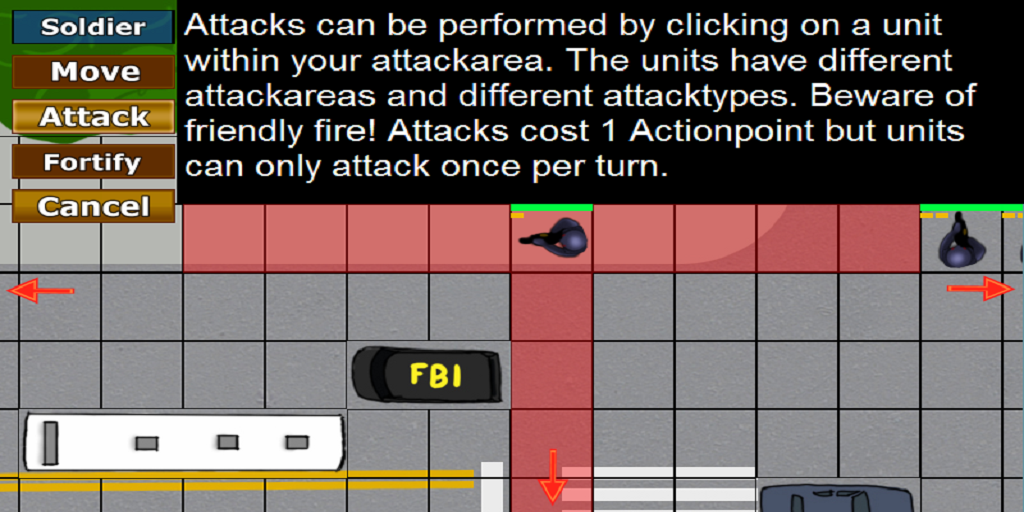 Soldier
Move
Attack
Fortify
Cancel
Attacks can be performed by clicking on a unit
within your attackarea. The units have different
attackareas and different attacktypes. Beware of
friendly fire! Attacks cost 1 Actionpoint but units
can only attack once per turn.
FBI